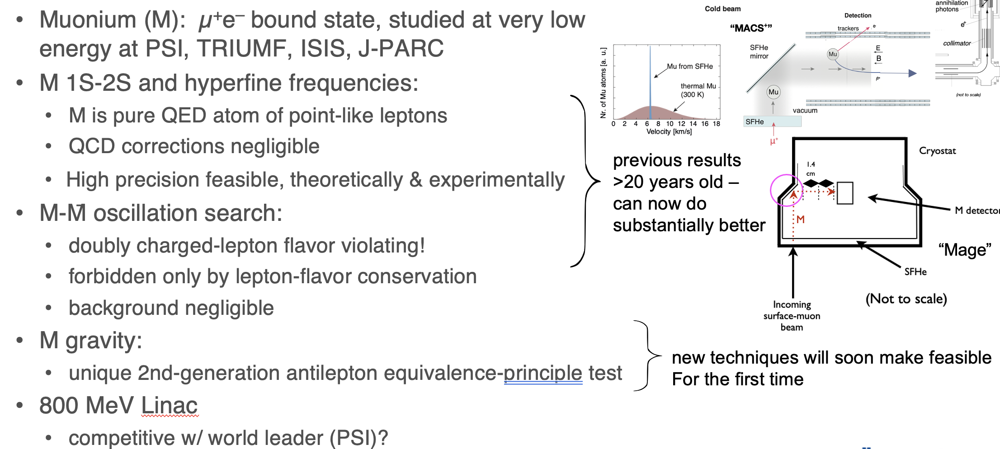 • Muonium (M): μ⁺e⁻ bound state, studied at very low
energy at PSI, TRIUMF, ISIS, J-PARC
• M 1S-2S and hyperfine frequencies:
• M is pure QED atom of point-like leptons
• QCD corrections negligible
• High precision feasible, theoretically & experimentally
• M-M̄ oscillation search:
• doubly charged-lepton flavor violating!
• forbidden only by lepton-flavor conservation
• background negligible
• M gravity:
• unique 2nd-generation antilepton equivalence-principle test
• 800 MeV Linac
• competitive w/ world leader (PSI)?
previous results
>20 years old –
can now do
substantially better
new techniques will soon make feasible
For the first time
Cold beam
"MACS⁺"
Detection
Nr. of Mu atoms [a. u.]
Mu from SFHe
thermal Mu
(300 K)
0 2 4 6 8 10 12 14 16 18
Velocity [km/s]
SFHe
mirror
trackers
e-
Mu
E
B
Mu
vacuum
SFHe
μ⁺
annihilation
photons
e⁺
collimator
(not to scale)
Cryostat
1.4
cm
M
M detector
"Mage"
SFHe
(Not to scale)
Incoming
surface-muon
beam